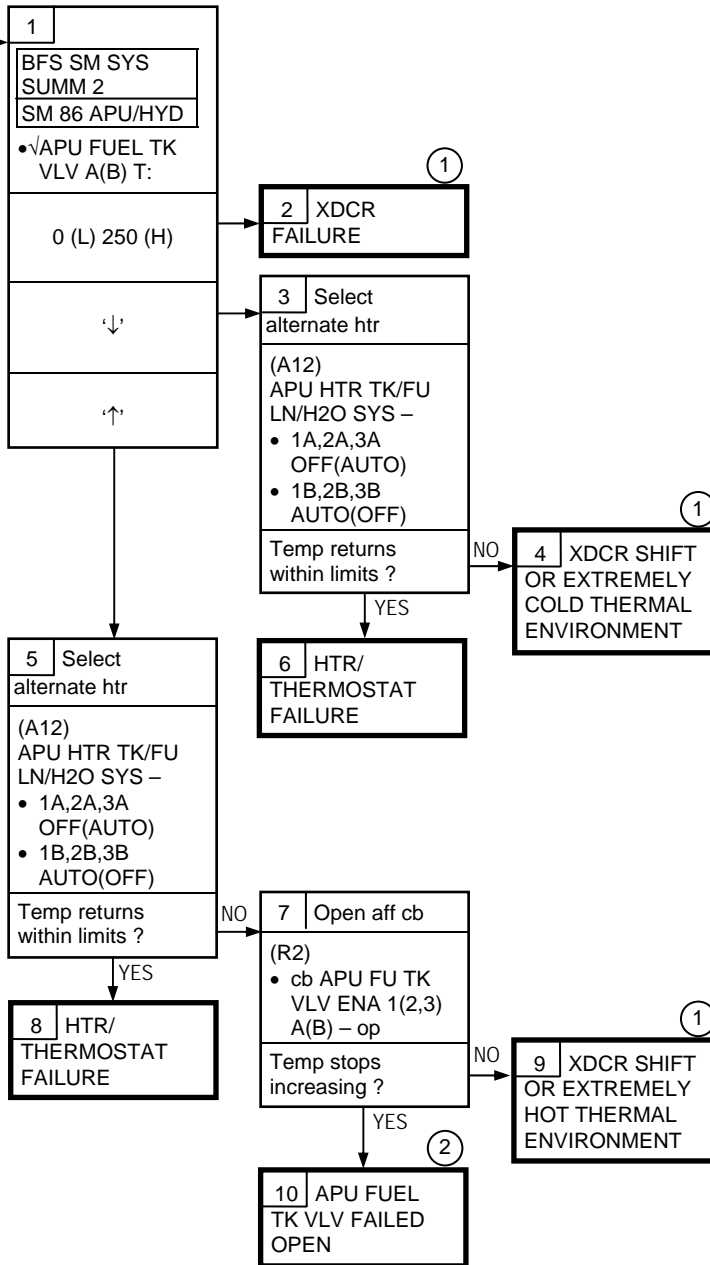 1
BFS SM SYS
SUMM 2
SM 86 APU/HYD
•√APU FUEL TK
VLV A(B) T:
0 (L) 250 (H)
‘↓’
‘↑’
1
2 XDCR
FAILURE
3 Select
alternate htr
(A12)
APU HTR TK/FU
LN/H2O SYS –
• 1A,2A,3A
OFF(AUTO)
• 1B,2B,3B
AUTO(OFF)
Temp returns
within limits ?
NO
YES
1
4 XDCR SHIFT
OR EXTREMELY
COLD THERMAL
ENVIRONMENT
5 Select
alternate htr
(A12)
APU HTR TK/FU
LN/H2O SYS –
• 1A,2A,3A
OFF(AUTO)
• 1B,2B,3B
AUTO(OFF)
Temp returns
within limits ?
NO
YES
6 HTR/
THERMOSTAT
FAILURE
7 Open aff cb
(R2)
• cb APU FU TK
VLV ENA 1(2,3)
A(B) – op
Temp stops
increasing ?
NO
YES
8 HTR/
THERMOSTAT
FAILURE
1
9 XDCR SHIFT
OR EXTREMELY
HOT THERMAL
ENVIRONMENT
2
10 APU FUEL
TK VLV FAILED
OPEN